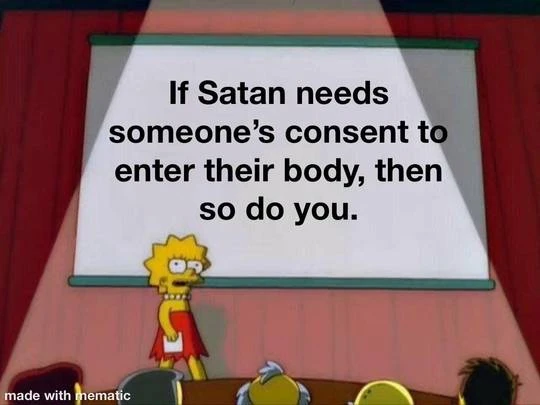 If Satan needs
someone’s consent to
enter their body, then
so do you.
made with mematic